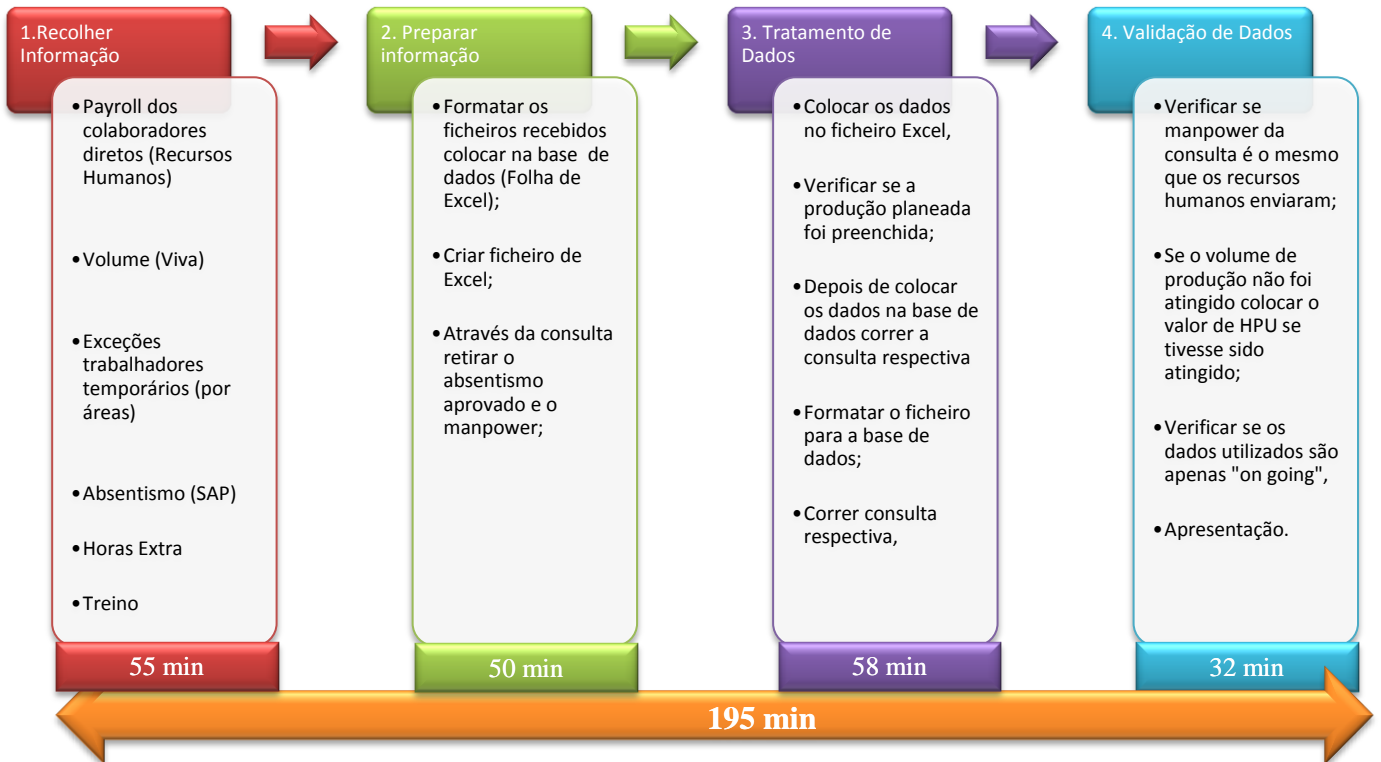 1.Recolher
Informação
•Payroll dos
colaboradores
diretos (Recursos
Humanos)
•Volume (Viva)
•Exceções
trabalhadores
temporários (por
áreas)
•Absentismo (SAP)
•Horas Extra
•Treino
55 min
2. Preparar
informação
•Formatar os
ficheiros recebidos
colocar na base de
dados (Folha de
Excel);
•Criar ficheiro de
Excel;
•Através da consulta
retirar o
absentismo
aprovado e o
manpower;
50 min
3. Tratamento de
Dados
•Colocar os dados
no ficheiro Excel,
•Verificar se a
produção planeada
foi preenchida;
•Depois de colocar
os dados na base de
dados correr a
consulta respectiva
•Formatar o ficheiro
para a base de
dados;
•Correr consulta
respectiva,
58 min
4. Validação de Dados
•Verificar se
manpower da
consulta é o mesmo
que os recursos
humanos enviaram;
•Se o volume de
produção não foi
atingido colocar o
valor de HPU se
tivesse sido
atingido;
•Verificar se os
dados utilizados são
apenas "on going",
•Apresentação.
32 min
195 min